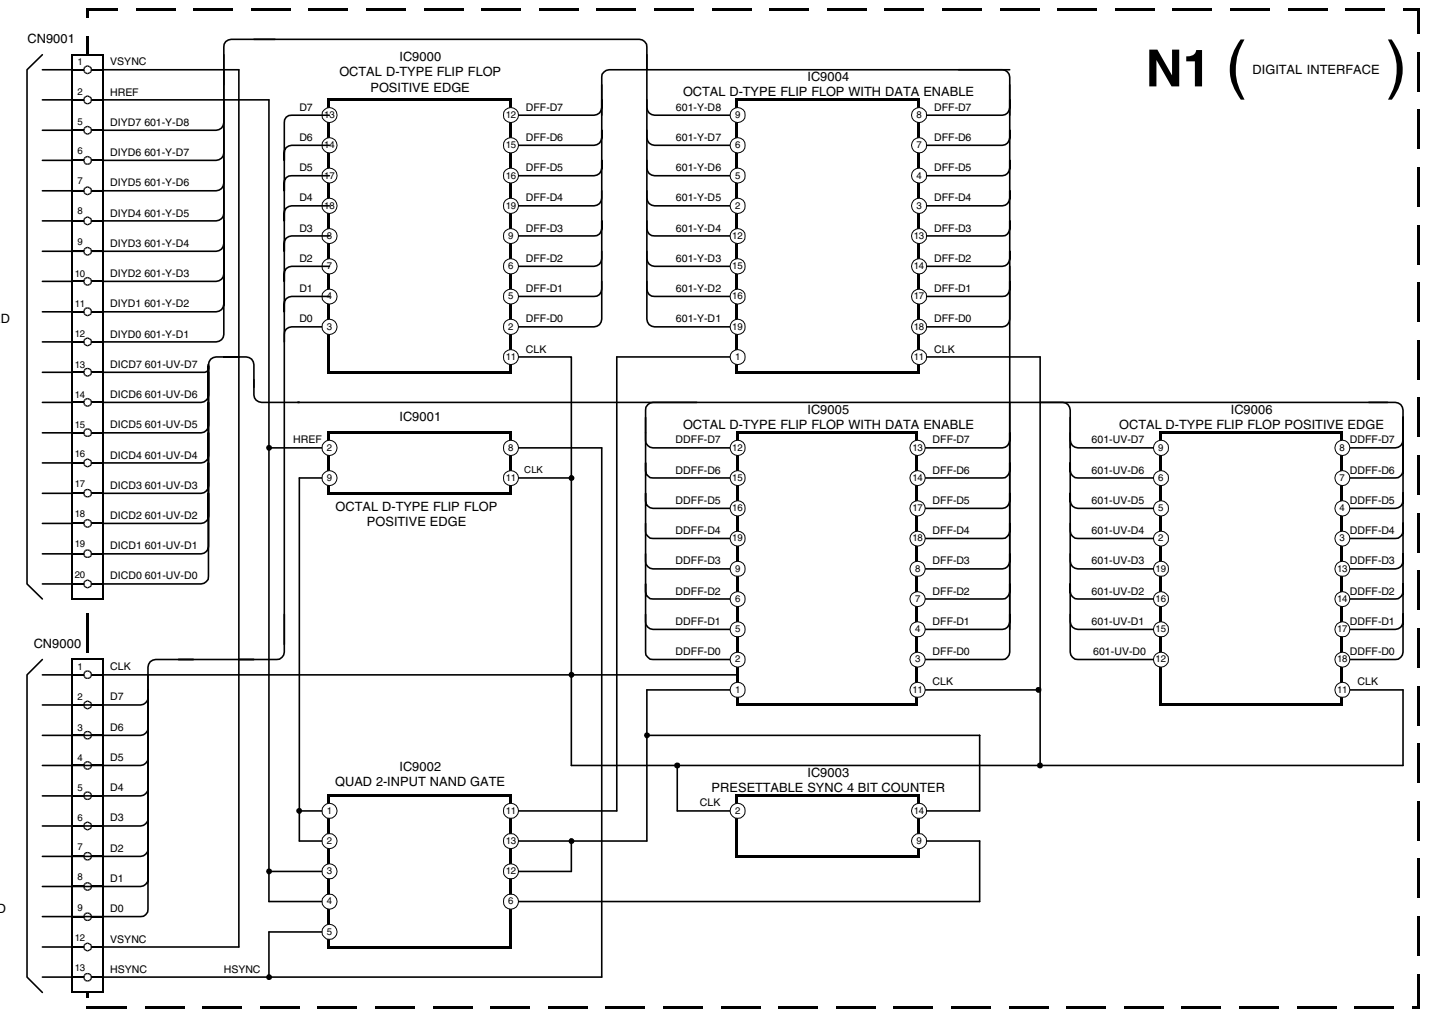 N1 ( DIGITAL INTERFACE )
CN9001
1 VSYNC
2 HREF
5 DIYD7 601-Y-D8
6 DIYD6 601-Y-D7
7 DIYD5 601-Y-D6
8 DIYD4 601-Y-D5
9 DIYD3 601-Y-D4
10 DIYD2 601-Y-D3
11 DIYD1 601-Y-D2
12 DIYD0 601-Y-D1
13 DICD7 601-UV-D7
14 DICD6 601-UV-D6
15 DICD5 601-UV-D5
16 DICD4 601-UV-D4
17 DICD3 601-UV-D3
18 DICD2 601-UV-D2
19 DICD1 601-UV-D1
20 DICD0 601-UV-D0
D
CN9000
1 CLK
2 D7
3 D6
4 D5
5 D4
6 D3
7 D2
8 D1
9 D0
12 VSYNC
13 HSYNC HSYNC
D
IC9000
OCTAL D-TYPE FLIP FLOP
POSITIVE EDGE
D7 13 12 DFF-D7
D6 14 15 DFF-D6
D5 17 16 DFF-D5
D4 18 19 DFF-D4
D3 8 9 DFF-D3
D2 7 6 DFF-D2
D1 4 5 DFF-D1
D0 3 2 DFF-D0
11 CLK
IC9001
HREF 2 8
9 11 CLK
OCTAL D-TYPE FLIP FLOP
POSITIVE EDGE
IC9002
QUAD 2-INPUT NAND GATE
1 11
2 13
3 12
4 6
5
IC9004
OCTAL D-TYPE FLIP FLOP WITH DATA ENABLE
601-Y-D8 9 8 DFF-D7
601-Y-D7 6 7 DFF-D6
601-Y-D6 5 4 DFF-D5
601-Y-D5 2 3 DFF-D4
601-Y-D4 12 13 DFF-D3
601-Y-D3 15 14 DFF-D2
601-Y-D2 16 17 DFF-D1
601-Y-D1 19 18 DFF-D0
1 11 CLK
IC9005
OCTAL D-TYPE FLIP FLOP WITH DATA ENABLE
DDFF-D7 12 13 DFF-D7
DDFF-D6 15 14 DFF-D6
DDFF-D5 16 17 DFF-D5
DDFF-D4 19 18 DFF-D4
DDFF-D3 9 8 DFF-D3
DDFF-D2 6 7 DFF-D2
DDFF-D1 5 4 DFF-D1
DDFF-D0 2 3 DFF-D0
1 11 CLK
IC9003
PRESETTABLE SYNC 4 BIT COUNTER
CLK 2 14
9
IC9006
OCTAL D-TYPE FLIP FLOP POSITIVE EDGE
601-UV-D7 9 8 DDFF-D7
601-UV-D6 6 7 DDFF-D6
601-UV-D5 5 4 DDFF-D5
601-UV-D4 2 3 DDFF-D4
601-UV-D3 19 13 DDFF-D3
601-UV-D2 16 14 DDFF-D2
601-UV-D1 15 17 DDFF-D1
601-UV-D0 12 18 DDFF-D0
11 CLK